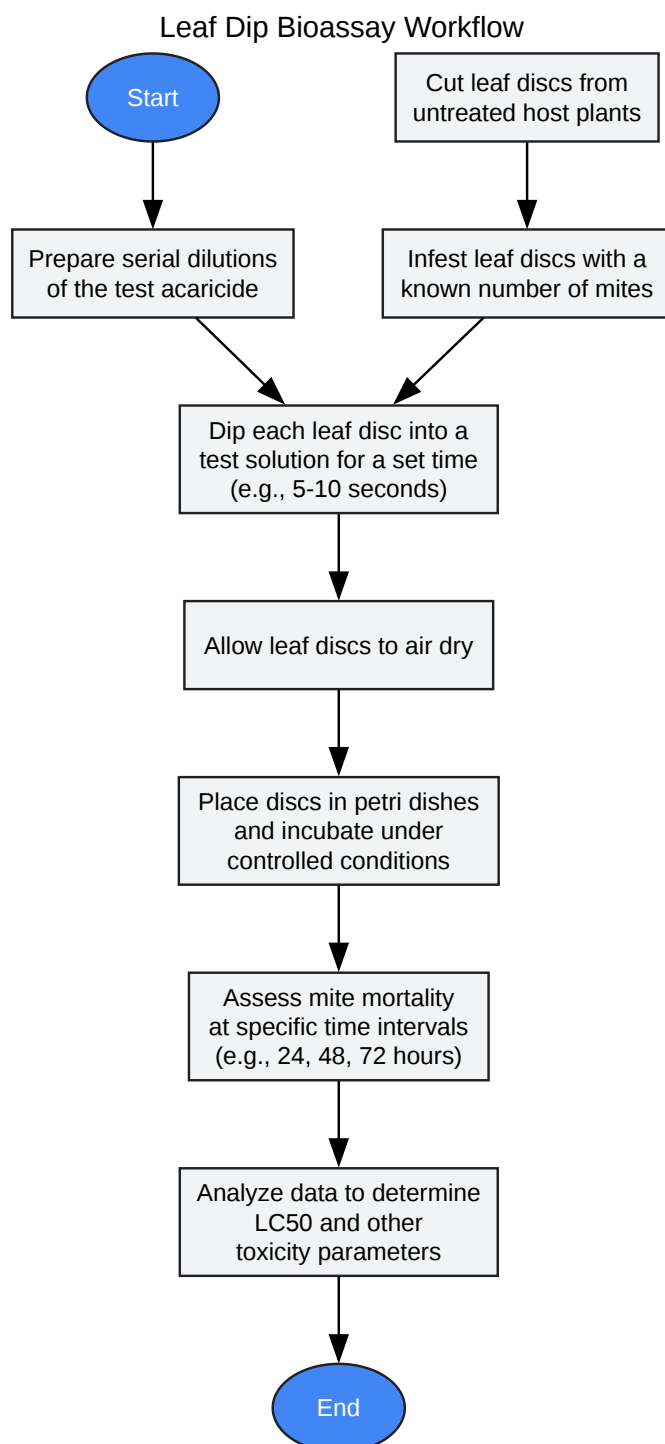 Leaf Dip Bioassay Workflow
Start
Cut leaf discs from
untreated host plants
Prepare serial dilutions
of the test acaricide
Infest leaf discs with a
known number of mites
Dip each leaf disc into a
test solution for a set time
(e.g., 5-10 seconds)
Allow leaf discs to air dry
Place discs in petri dishes
and incubate under
controlled conditions
Assess mite mortality
at specific time intervals
(e.g., 24, 48, 72 hours)
Analyze data to determine
LC50 and other
toxicity parameters
End